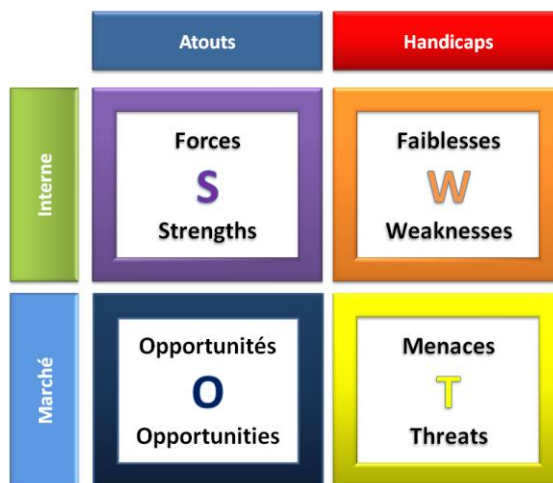 Atouts
Handicaps
Interne
Forces
S
Strengths
Faiblesses
W
Weaknesses
Marché
Opportunités
O
Opportunities
Menaces
T
Threats